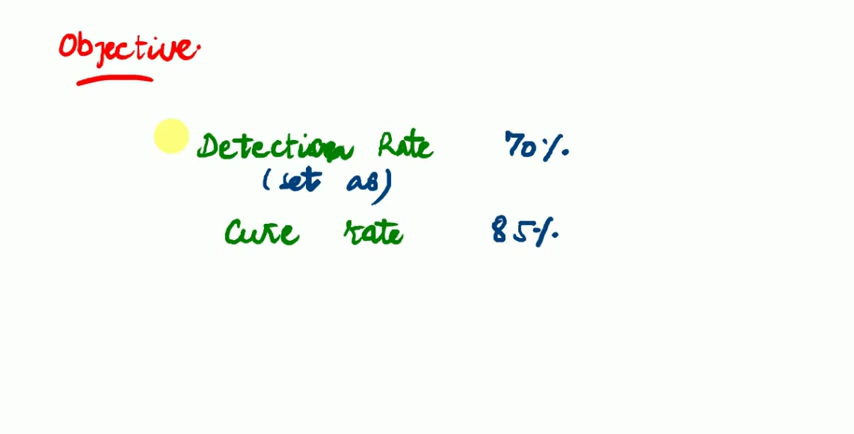 Objective.
Detection Rate 70%.
(set as)
Cure rate 85%.